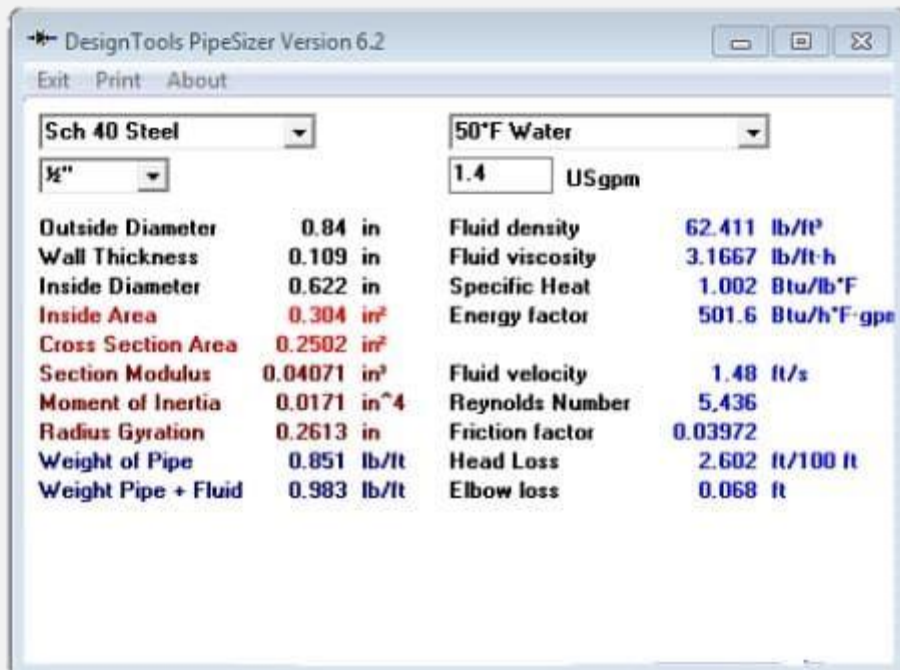 DesignTools PipeSizer Version 6.2
Exit Print About
Sch 40 Steel 50°F Water
½" 1.4 USgpm
Outside Diameter 0.84 in Fluid density 62.411 lb/ft³
Wall Thickness 0.109 in Fluid viscosity 3.1667 lb/ft·h
Inside Diameter 0.622 in Specific Heat 1.002 Btu/lb°F
Inside Area 0.304 in² Energy factor 501.6 Btu/h°F·gpm
Cross Section Area 0.2502 in²
Section Modulus 0.04071 in³ Fluid velocity 1.48 ft/s
Moment of Inertia 0.0171 in^4 Reynolds Number 5,436
Radius Gyration 0.2613 in Friction factor 0.03972
Weight of Pipe 0.851 lb/ft Head Loss 2.602 ft/100 ft
Weight Pipe + Fluid 0.983 lb/ft Elbow loss 0.068 ft